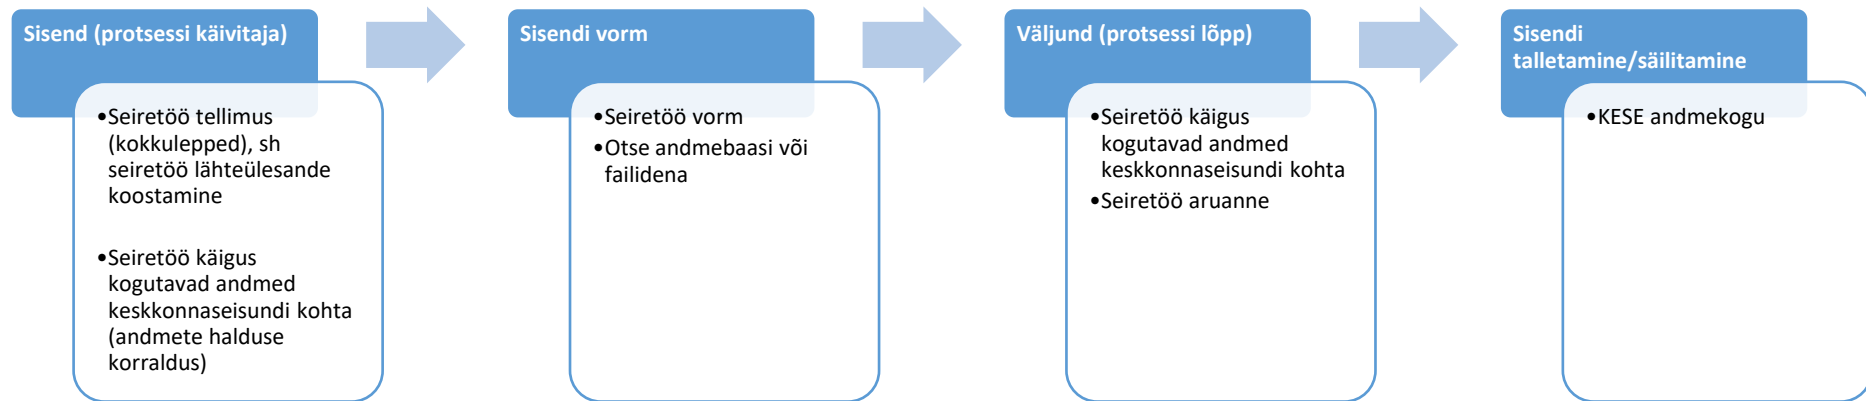 Sisend (protsessi käivitaja)
•Seiretöö tellimus
(kokkulepped), sh
seiretöö lähteülesande
koostamine
•Seiretöö käigus
kogutavad andmed
keskkonnaseisundi kohta
(andmete halduse
korraldus)
Sisendi vorm
•Seiretöö vorm
•Otse andmebaasi või
failidena
Väljund (protsessi lõpp)
•Seiretöö käigus
kogutavad andmed
keskkonnaseisundi kohta
•Seiretöö aruanne
Sisendi
talletamine/säilitamine
•KESE andmekogu